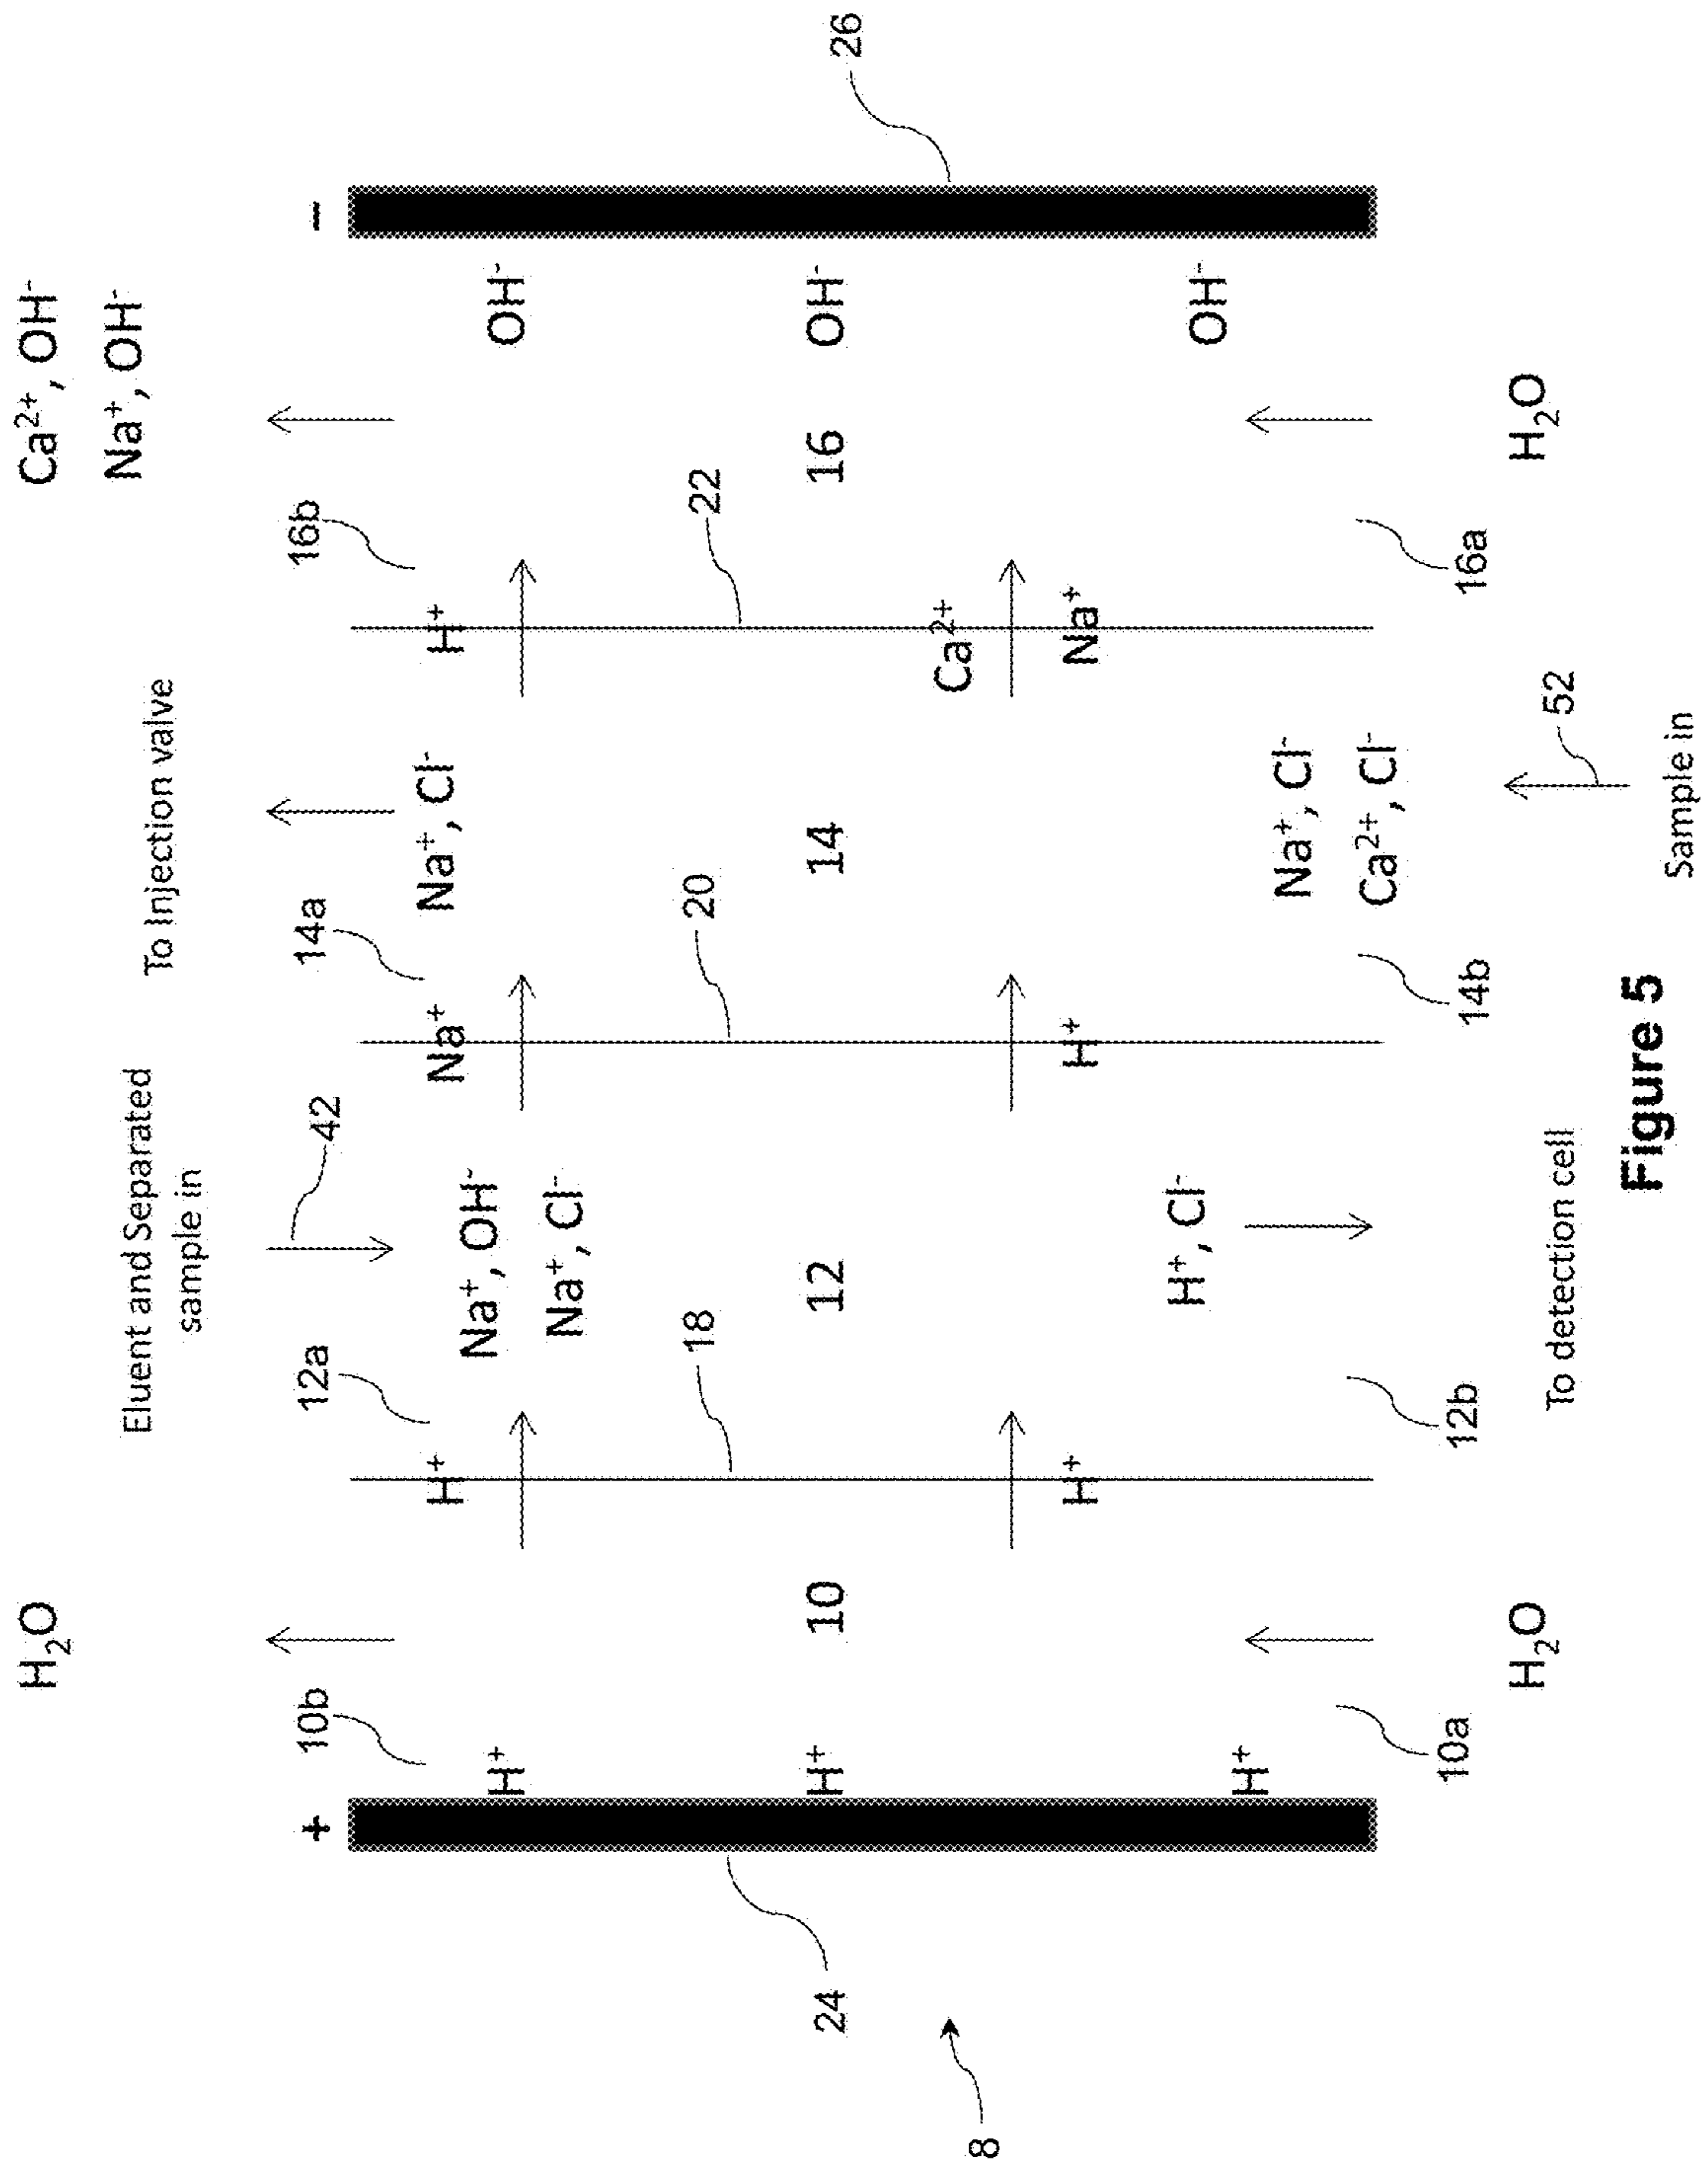 H₂O
Ca²⁺, OH⁻
Na⁺, OH⁻
Eluent and Separated
sample in
To Injection valve
+
10b
12a
42
14a
16b
−
H⁺
Na⁺
Na⁺, Cl⁻
H⁺
Na⁺, OH⁻
H⁺
OH⁻
Na⁺, Cl⁻
18
20
22
24
H⁺
10
12
14
16
OH⁻
26
Ca²⁺
8
H⁺
H⁺
Na⁺
H⁺, Cl⁻
OH⁻
H⁺
Na⁺, Cl⁻
Ca²⁺, Cl⁻
10a
12b
14b
16a
H₂O
H₂O
To detection cell
52
Sample in
Figure 5